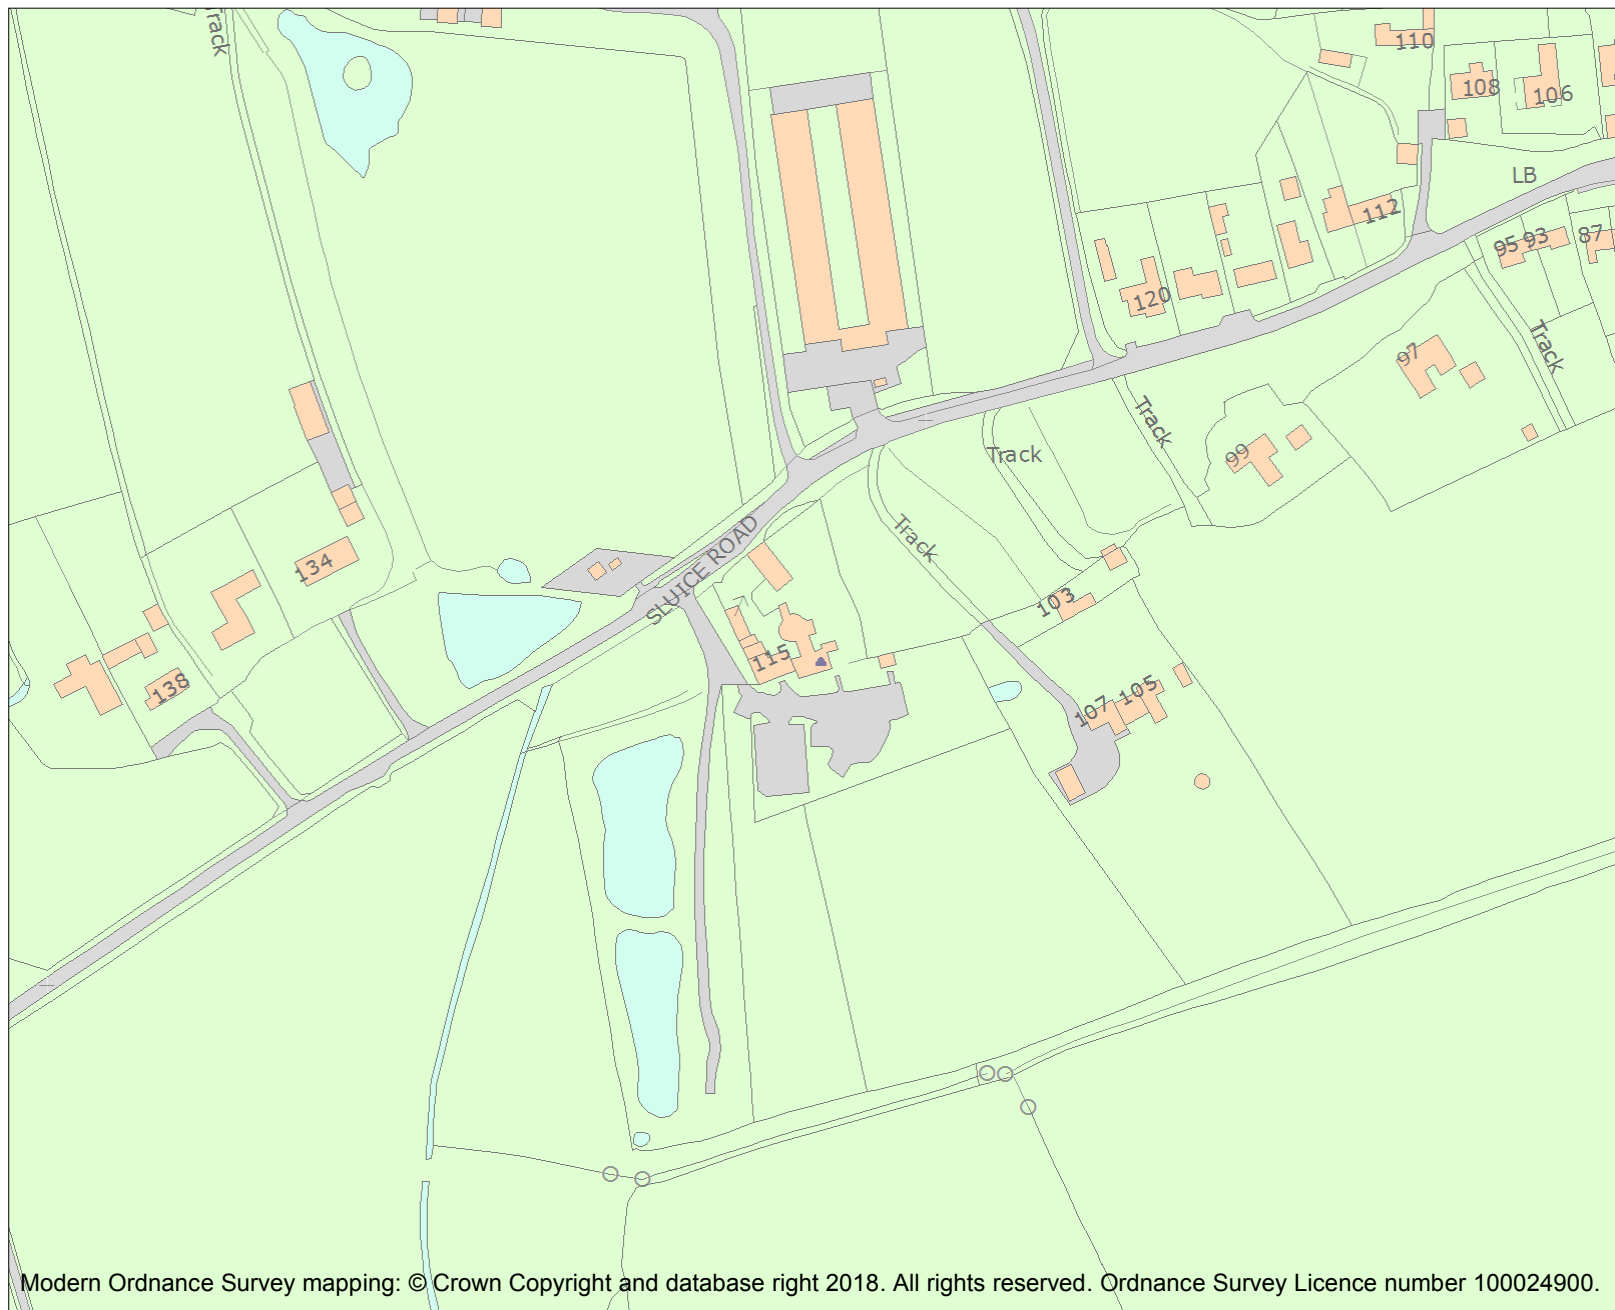 Track
110
108
106
LB
112
95 93
87
120
Track
97
Track
Track
99
SLUICE ROAD
Track
134
103
115
138
105
107
Modern Ordnance Survey mapping: © Crown Copyright and database right 2018. All rights reserved. Ordnance Survey Licence number 100024900.